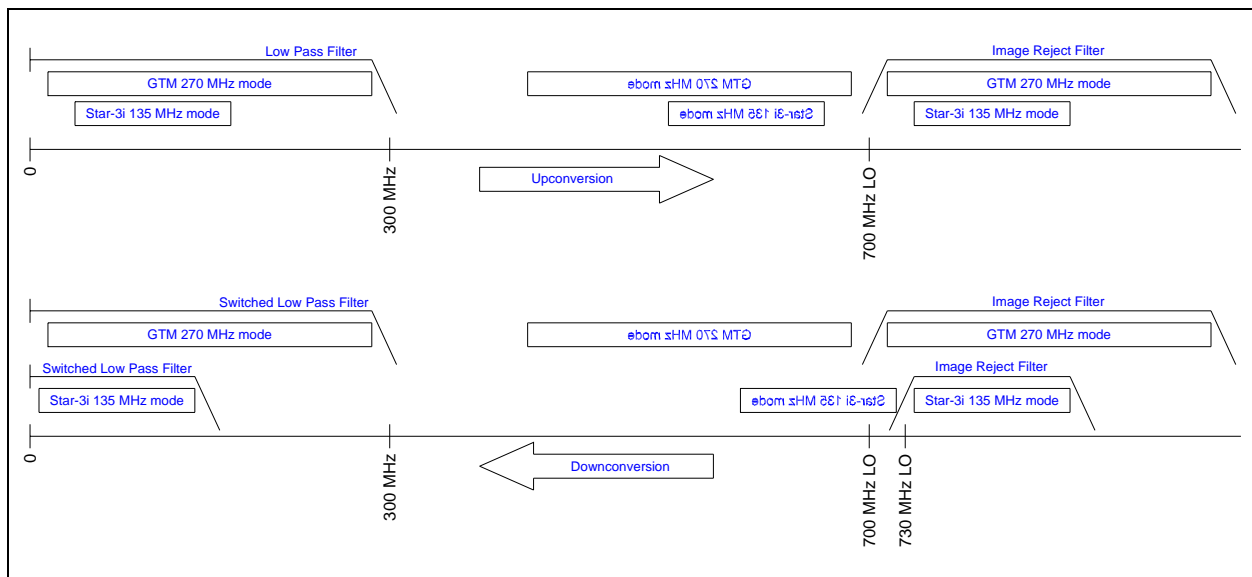 Low Pass Filter
Image Reject Filter
GTM 270 MHz mode
GTM 270 MHz mode
GTM 270 MHz mode
Star-3i 135 MHz mode
Star-3i 135 MHz mode
Star-3i 135 MHz mode
0
300 MHz
Upconversion
700 MHz LO
Switched Low Pass Filter
Image Reject Filter
GTM 270 MHz mode
GTM 270 MHz mode
GTM 270 MHz mode
Switched Low Pass Filter
Image Reject Filter
Star-3i 135 MHz mode
Star-3i 135 MHz mode
Star-3i 135 MHz mode
0
300 MHz
Downconversion
700 MHz LO
730 MHz LO